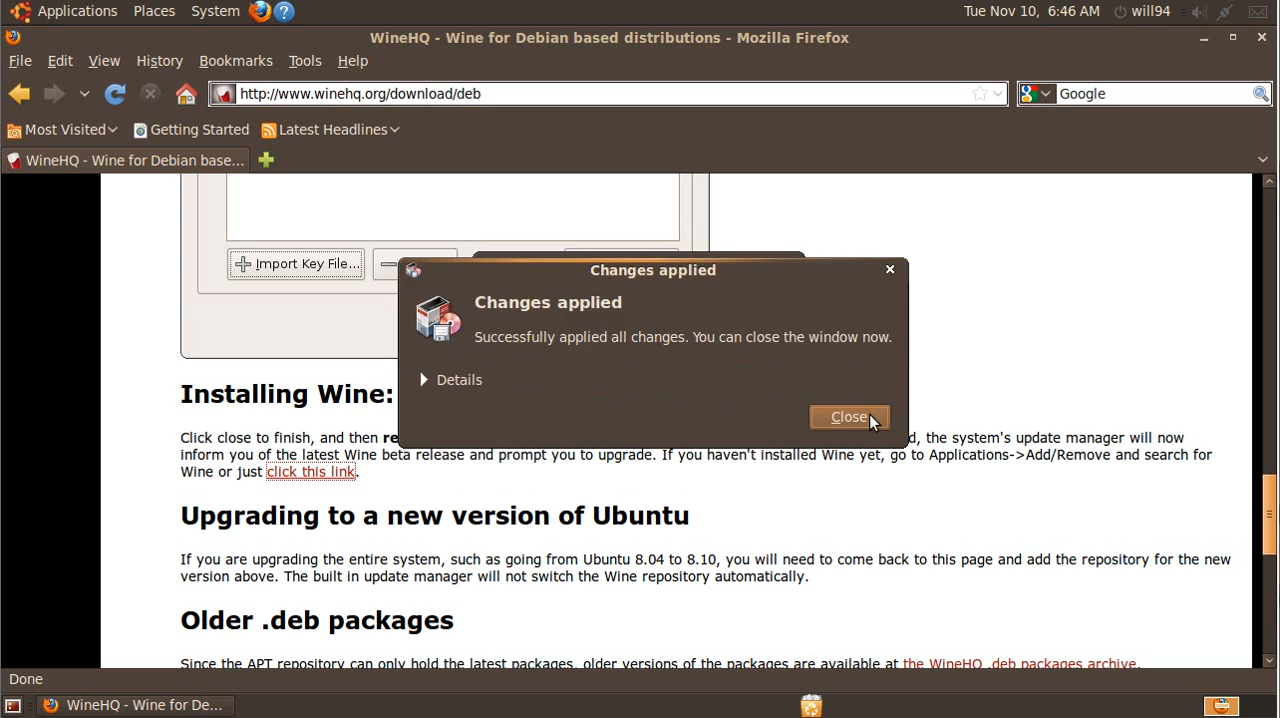 Applications Places System Tue Nov 10, 6:46 AM will94
WineHQ - Wine for Debian based distributions - Mozilla Firefox
File Edit View History Bookmarks Tools Help
http://www.winehq.org/download/deb Google
Most Visited Getting Started Latest Headlines
WineHQ - Wine for Debian base...
Import Key File...
Changes applied
Changes applied
Successfully applied all changes. You can close the window now.
Details
Close
Installing Wine:
Click close to finish, and then re d, the system's update manager will now
inform you of the latest Wine beta release and prompt you to upgrade. If you haven't installed Wine yet, go to Applications->Add/Remove and search for
Wine or just click this link.
Upgrading to a new version of Ubuntu
If you are upgrading the entire system, such as going from Ubuntu 8.04 to 8.10, you will need to come back to this page and add the repository for the new
version above. The built in update manager will not switch the Wine repository automatically.
Older .deb packages
Since the APT repository can only hold the latest packages, older versions of the packages are available at the WineHQ .deb packages archive.
Done
WineHQ - Wine for De...